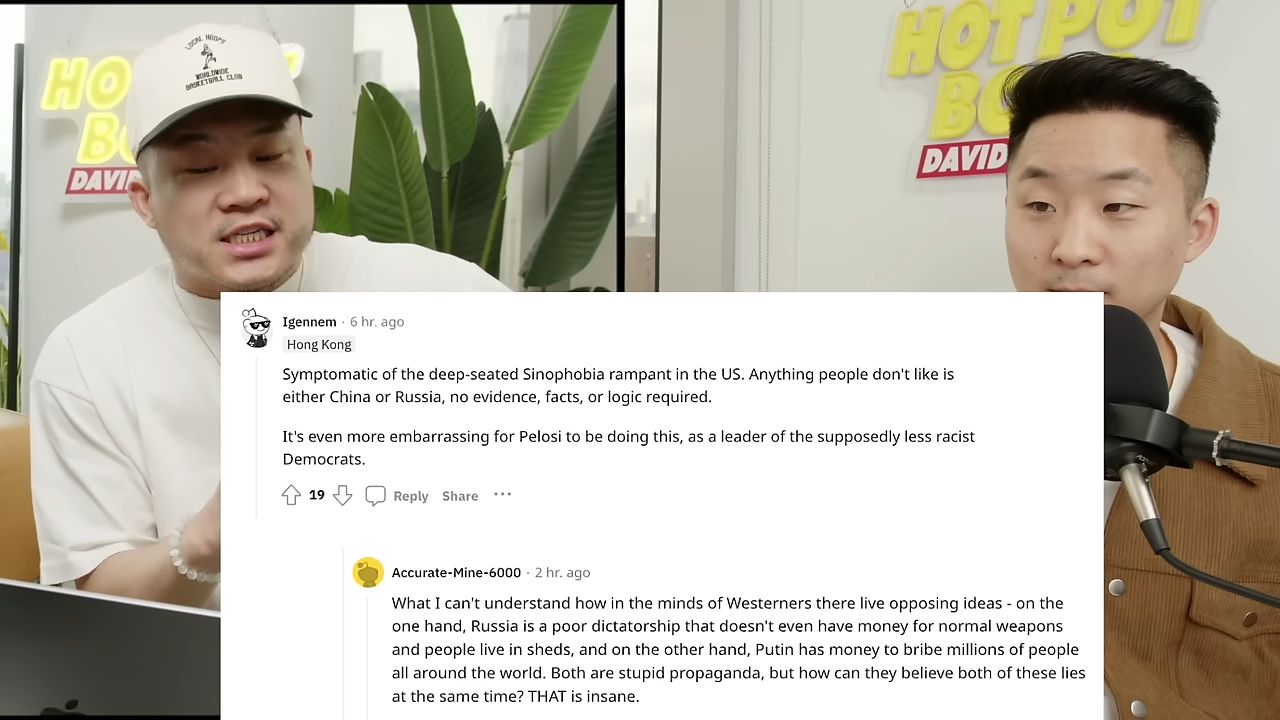 LOCAL HOOPS
WORLDWIDE
BASKETBALL CLUB
HO
BO
DAVID
HOT POT
BO
DAVID
Igennem · 6 hr. ago
Hong Kong
Symptomatic of the deep-seated Sinophobia rampant in the US. Anything people don't like is
either China or Russia, no evidence, facts, or logic required.
It's even more embarrassing for Pelosi to be doing this, as a leader of the supposedly less racist
Democrats.
19 Reply Share ···
Accurate-Mine-6000 · 2 hr. ago
What I can't understand how in the minds of Westerners there live opposing ideas - on the
one hand, Russia is a poor dictatorship that doesn't even have money for normal weapons
and people live in sheds, and on the other hand, Putin has money to bribe millions of people
all around the world. Both are stupid propaganda, but how can they believe both of these lies
at the same time? THAT is insane.